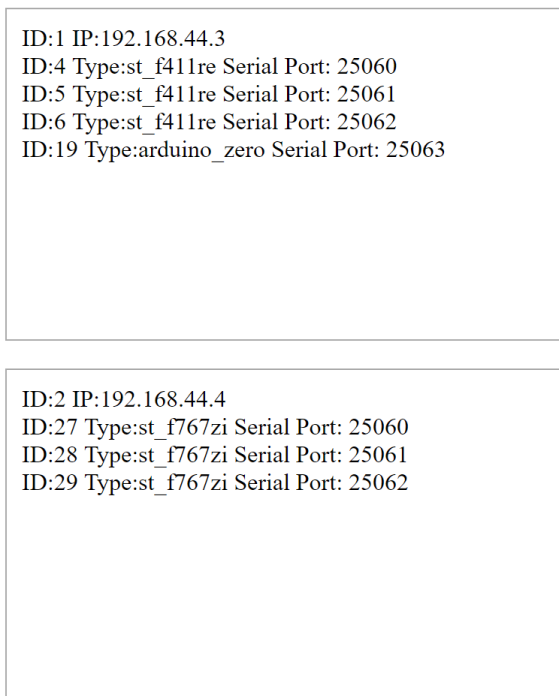 ID:1 IP:192.168.44.3
ID:4 Type:st_f411re Serial Port: 25060
ID:5 Type:st_f411re Serial Port: 25061
ID:6 Type:st_f411re Serial Port: 25062
ID:19 Type:arduino_zero Serial Port: 25063
ID:2 IP:192.168.44.4
ID:27 Type:st_f767zi Serial Port: 25060
ID:28 Type:st_f767zi Serial Port: 25061
ID:29 Type:st_f767zi Serial Port: 25062